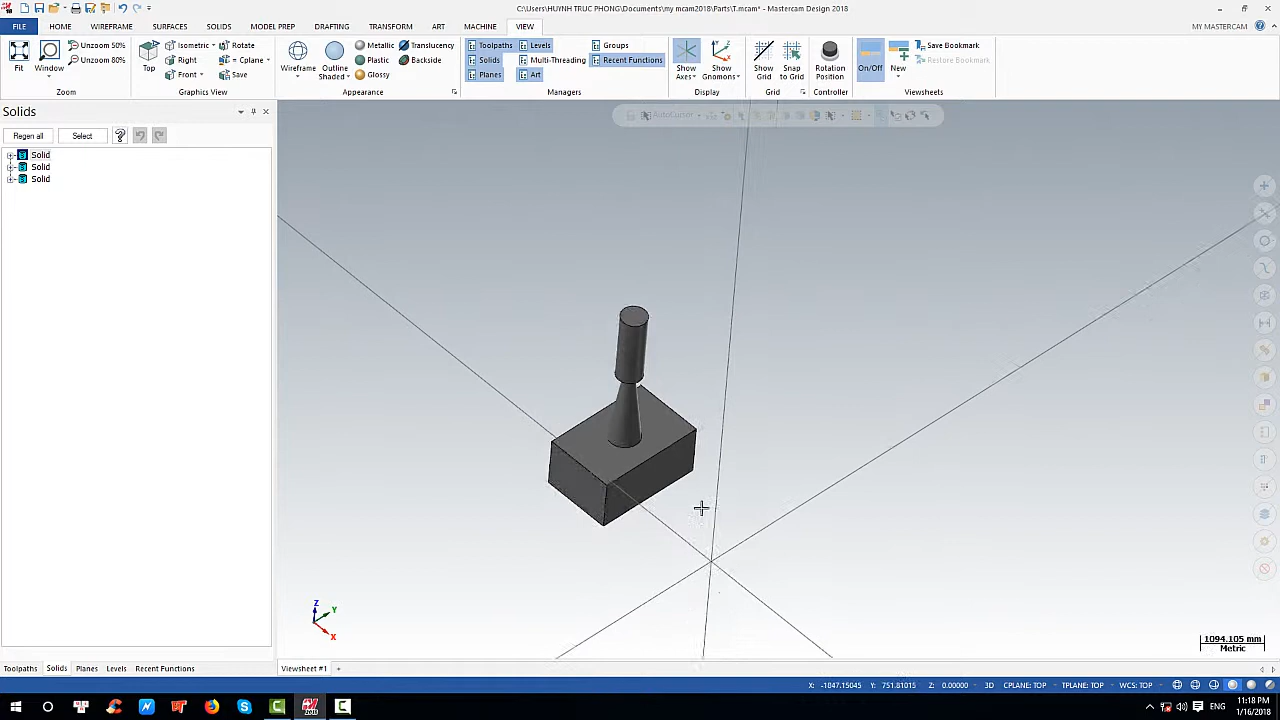 C:\Users\HUYNH TRUC PHONG\Documents\my mcam2018\Parts\T.mcam* - Mastercam Design 2018
FILE HOME WIREFRAME SURFACES SOLIDS MODEL PREP DRAFTING TRANSFORM ART MACHINE VIEW MY MASTERCAM
Unzoom 50% Isometric Rotate Metallic Translucency Toolpaths Levels Groups On/Off Save Bookmark
Fit Window Unzoom 80% Top Right = Cplane Wireframe Outline Shaded Plastic Backside Solids Multi-Threading Recent Functions Show Axes Show Gnomons Show Grid Snap to Grid Rotation Position New Restore Bookmark
Front Save Glossy Planes Art
Zoom Graphics View Appearance Managers Display Grid Controller Viewsheets
Solids
AutoCursor
Regen all Select
Solid
Solid
Solid
Z
Y
X
1094.105 mm
Metric
Toolpaths Solids Planes Levels Recent Functions Viewsheet #1 +
X: -1047.15045 Y: 751.81015 Z: 0.00000 3D CPLANE: TOP TPLANE: TOP WCS: TOP
ENG 11:18 PM
1/16/2018